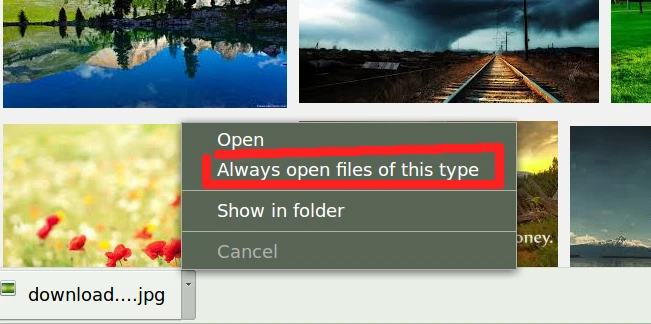 Open
Always open files of this type
Show in folder
Cancel
oney.
download....jpg